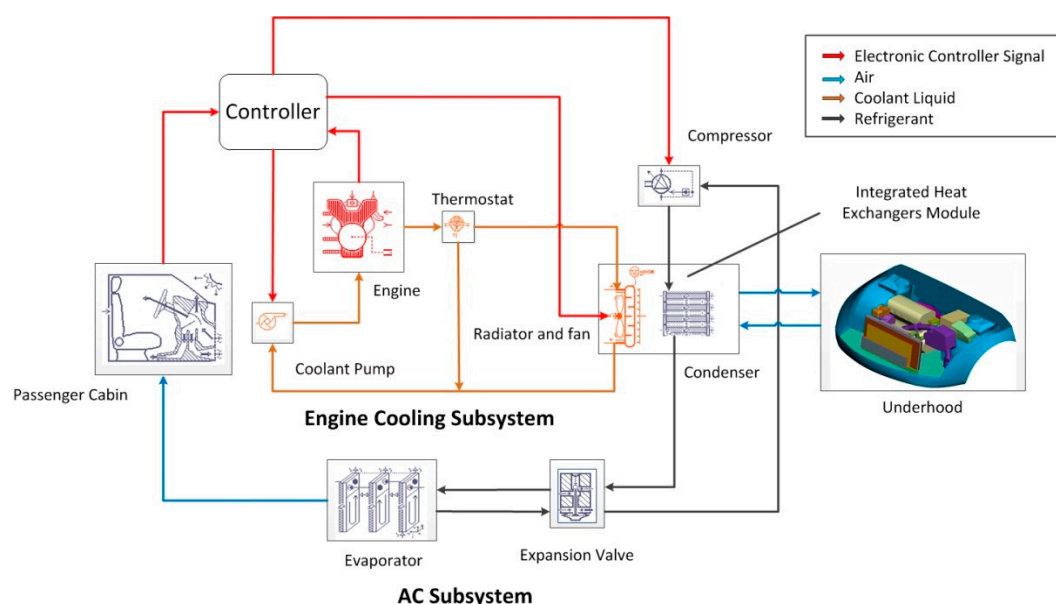 Electronic Controller Signal
Air
Coolant Liquid
Refrigerant
Controller
Compressor
Integrated Heat
Exchangers Module
Thermostat
Engine
Radiator and fan
Coolant Pump
Condenser
Passenger Cabin
Underhood
Engine Cooling Subsystem
Evaporator
Expansion Valve
AC Subsystem